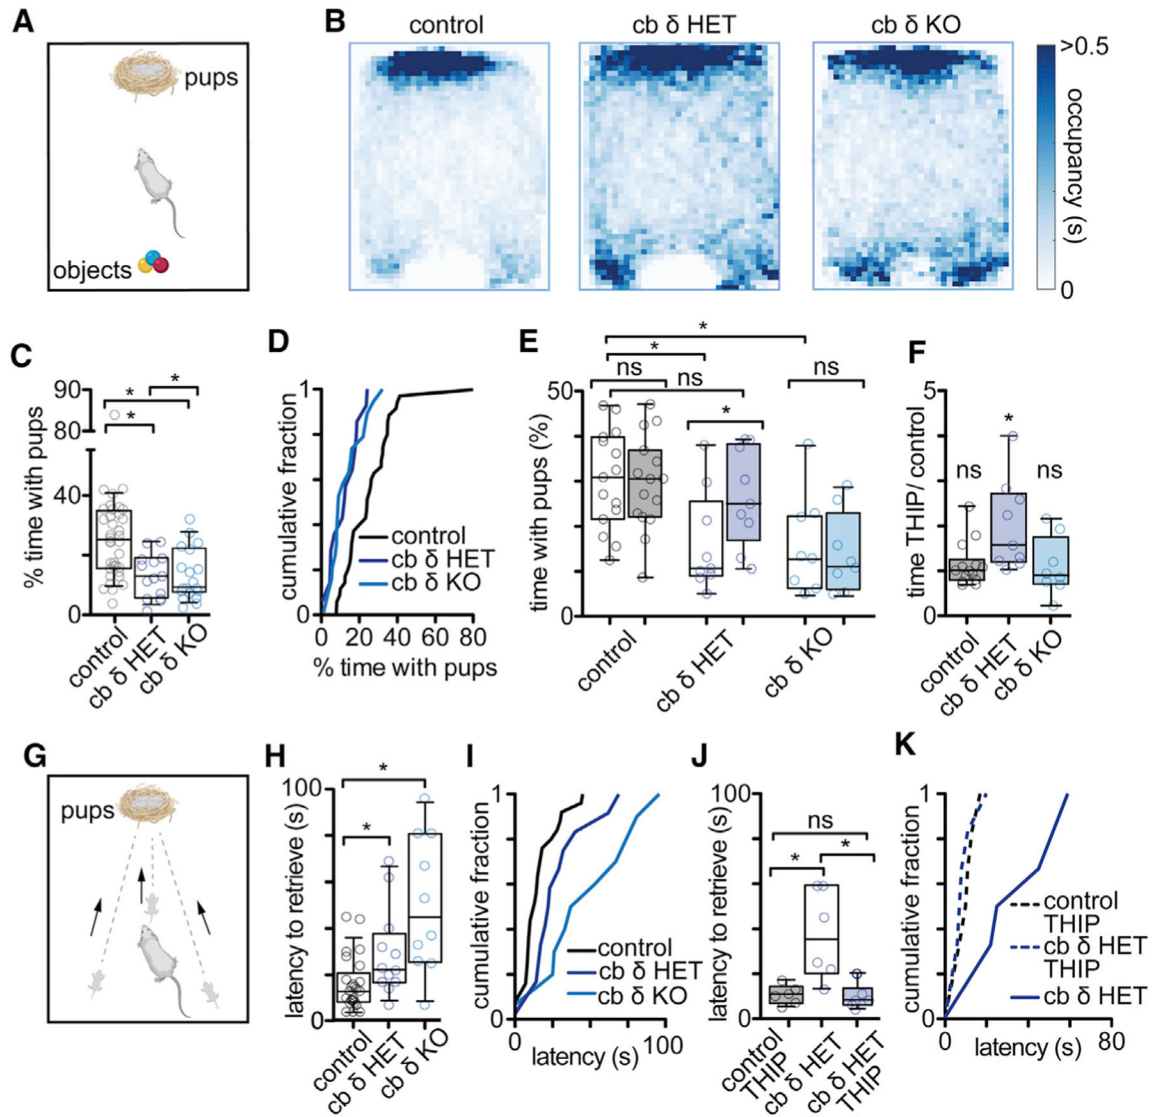 A
pups
objects
B
control
cb δ HET
cb δ KO
>0.5
occupancy (s)
0
C
% time with pups
90
80
40
0
*
*
*
control
cb δ HET
cb δ KO
D
cumulative fraction
1
0
control
cb δ HET
cb δ KO
0 20 40 60 80
% time with pups
E
time with pups (%)
50
0
*
*
ns
ns
ns
*
control
cb δ HET
cb δ KO
F
time THIP/ control
5
0
ns
*
ns
control
cb δ HET
cb δ KO
G
pups
H
latency to retrieve (s)
100
0
*
*
control
cb δ HET
cb δ KO
I
cumulative fraction
1
0
control
cb δ HET
cb δ KO
0 latency (s) 100
J
latency to retrieve (s)
100
0
ns
*
*
control
THIP
cb δ HET
cb δ HET
THIP
K
cumulative fraction
1
0
control
THIP
cb δ HET
THIP
cb δ HET
0 latency (s) 80